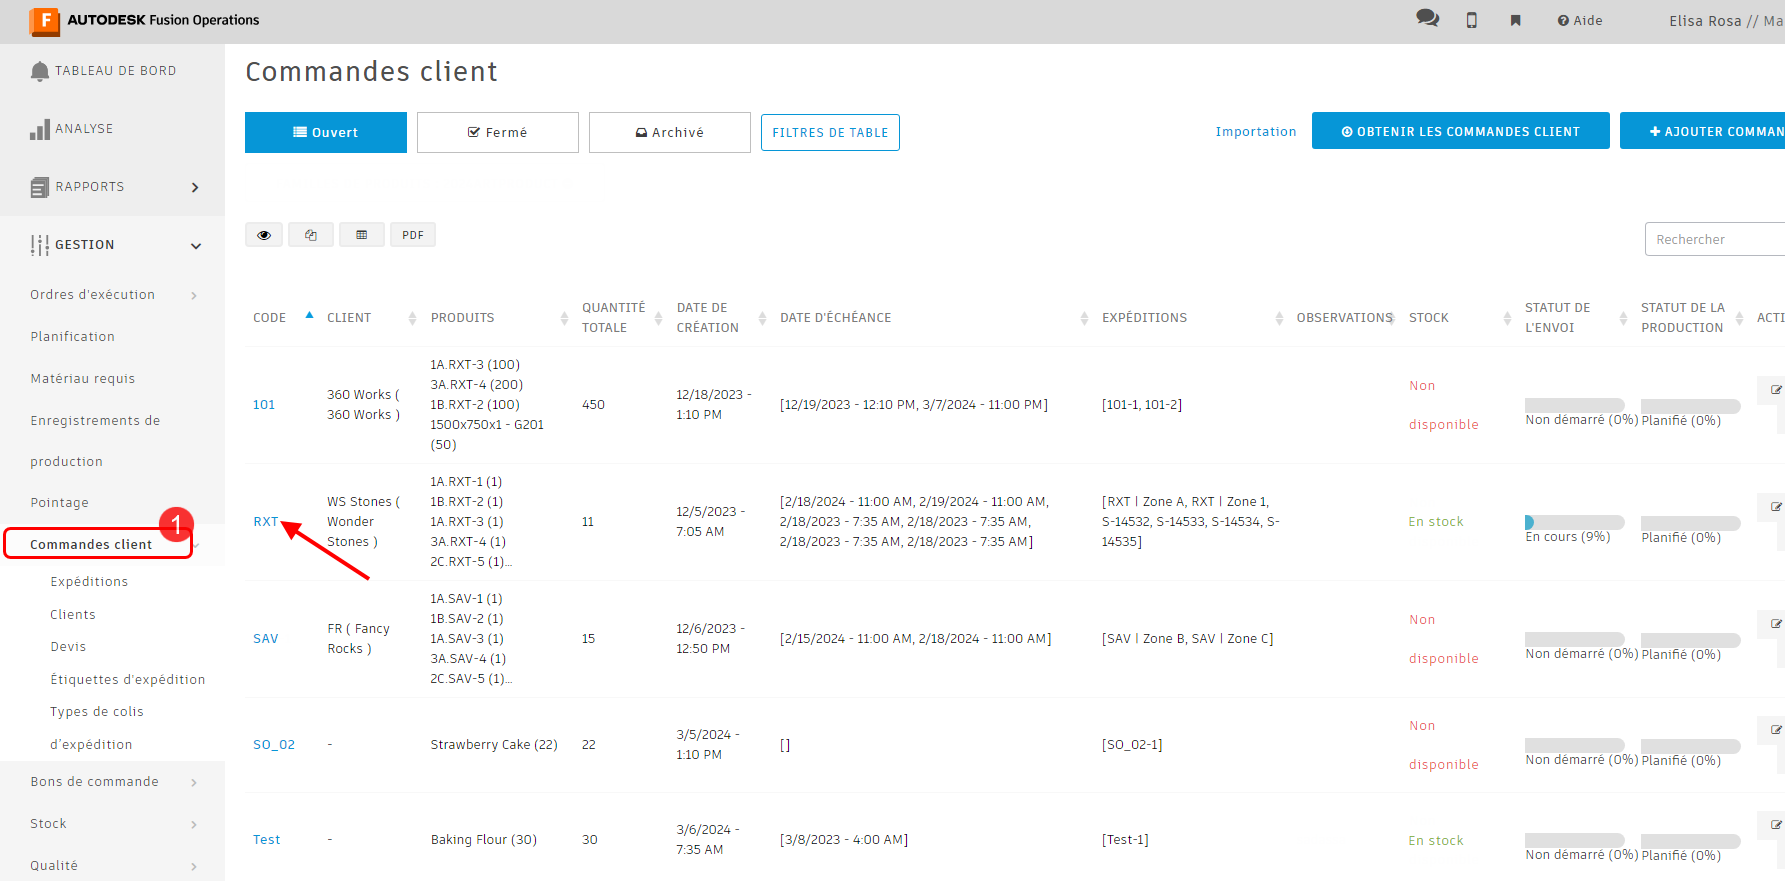 AUTODESK Fusion Operations
Aide
Elisa Rosa // Ma
TABLEAU DE BORD
ANALYSE
RAPPORTS
GESTION
Ordres d'exécution
Planification
Matériau requis
Enregistrements de
production
Pointage
1
Commandes client
Expéditions
Clients
Devis
Étiquettes d'expédition
Types de colis
d'expédition
Bons de commande
Stock
Qualité
Commandes client
Ouvert
Fermé
Archivé
FILTRES DE TABLE
Importation
OBTENIR LES COMMANDES CLIENT
AJOUTER COMMAN
PDF
Rechercher
CODE
CLIENT
PRODUITS
QUANTITÉ
TOTALE
DATE DE
CRÉATION
DATE D'ÉCHÉANCE
EXPÉDITIONS
OBSERVATIONS
STOCK
STATUT DE
L'ENVOI
STATUT DE LA
PRODUCTION
ACTI
101
360 Works (
360 Works )
1A.RXT-3 (100)
3A.RXT-4 (200)
1B.RXT-2 (100)
1500x750x1 - G201
(50)
450
12/18/2023 -
1:10 PM
[12/19/2023 - 12:10 PM, 3/7/2024 - 11:00 PM]
[101-1, 101-2]
Non
disponible
Non démarré (0%)
Planifié (0%)
RXT
WS Stones (
Wonder
Stones )
1A.RXT-1 (1)
1B.RXT-2 (1)
1A.RXT-3 (1)
3A.RXT-4 (1)
2C.RXT-5 (1)...
11
12/5/2023 -
7:05 AM
[2/18/2024 - 11:00 AM, 2/19/2024 - 11:00 AM,
2/18/2023 - 7:35 AM, 2/18/2023 - 7:35 AM,
2/18/2023 - 7:35 AM, 2/18/2023 - 7:35 AM]
[RXT | Zone A, RXT | Zone 1,
S-14532, S-14533, S-14534, S-
14535]
En stock
En cours (9%)
Planifié (0%)
SAV
FR ( Fancy
Rocks )
1A.SAV-1 (1)
1B.SAV-2 (1)
1A.SAV-3 (1)
3A.SAV-4 (1)
2C.SAV-5 (1)...
15
12/6/2023 -
12:50 PM
[2/15/2024 - 11:00 AM, 2/18/2024 - 11:00 AM]
[SAV | Zone B, SAV | Zone C]
Non
disponible
Non démarré (0%)
Planifié (0%)
SO_02
-
Strawberry Cake (22)
22
3/5/2024 -
1:10 PM
[]
[SO_02-1]
Non
disponible
Non démarré (0%)
Planifié (0%)
Test
-
Baking Flour (30)
30
3/6/2024 -
7:35 AM
[3/8/2023 - 4:00 AM]
[Test-1]
En stock
Non démarré (0%)
Planifié (0%)